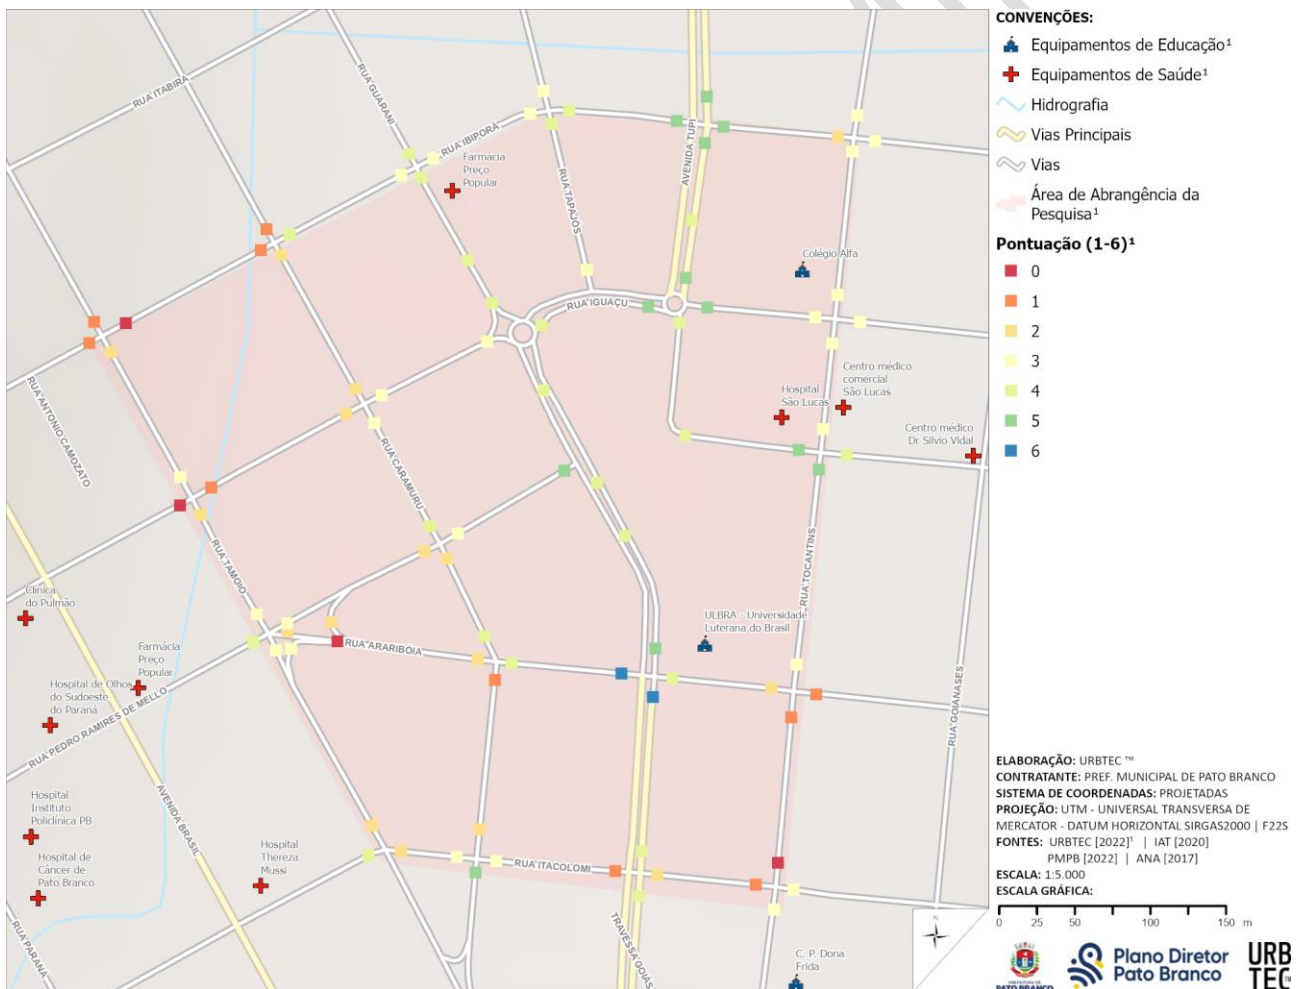 RUA ITABIRA
RUA GUARANI
RUA IBIPORÃ
Farmácia
Preço
Popular
RUA TAPAJÓS
AVENIDA TUPI
Colégio Alfa
RUA IGUAÇU
RUA ANTONIO CAMOZATO
RUA CARAMURU
Hospital
São Lucas
Centro médico
comercial
São Lucas
Centro médico
Dr Silvio Vidal
RUA TAMOIO
RUA TOCANTINS
Clínica
do Pulmão
ULBRA - Universidade
Luterana do Brasil
RUA ARARIBOIA
Farmácia
Preço
Popular
Hospital de Olhos
do Sudoeste
do Paraná
RUA PEDRO RAMIRES DE MELLO
RUA GOIANASES
AVENIDA BRASIL
Hospital
Instituto
Policlínica PB
Hospital de
Câncer de
Pato Branco
Hospital
Thereza
Mussi
RUA ITACOLOMI
RUA PARANÁ
TRAVESSA GOIÁS
C. P. Dona
Frida
N
CONVENÇÕES:
Equipamentos de Educação¹
Equipamentos de Saúde¹
Hidrografia
Vias Principais
Vias
Área de Abrangência da
Pesquisa¹
Pontuação (1-6)¹
0
1
2
3
4
5
6
ELABORAÇÃO: URBTEC ™
CONTRATANTE: PREF. MUNICIPAL DE PATO BRANCO
SISTEMA DE COORDENADAS: PROJETADAS
PROJEÇÃO: UTM - UNIVERSAL TRANSVERSA DE
MERCATOR - DATUM HORIZONTAL SIRGAS2000 | F22S
FONTES: URBTEC [2022]¹ | IAT [2020]
PMPB [2022] | ANA [2017]
ESCALA: 1:5.000
ESCALA GRÁFICA:
0 25 50 100 150 m
PREFEITURA DE
PATO BRANCO
Plano Diretor
Pato Branco
URB
TEC